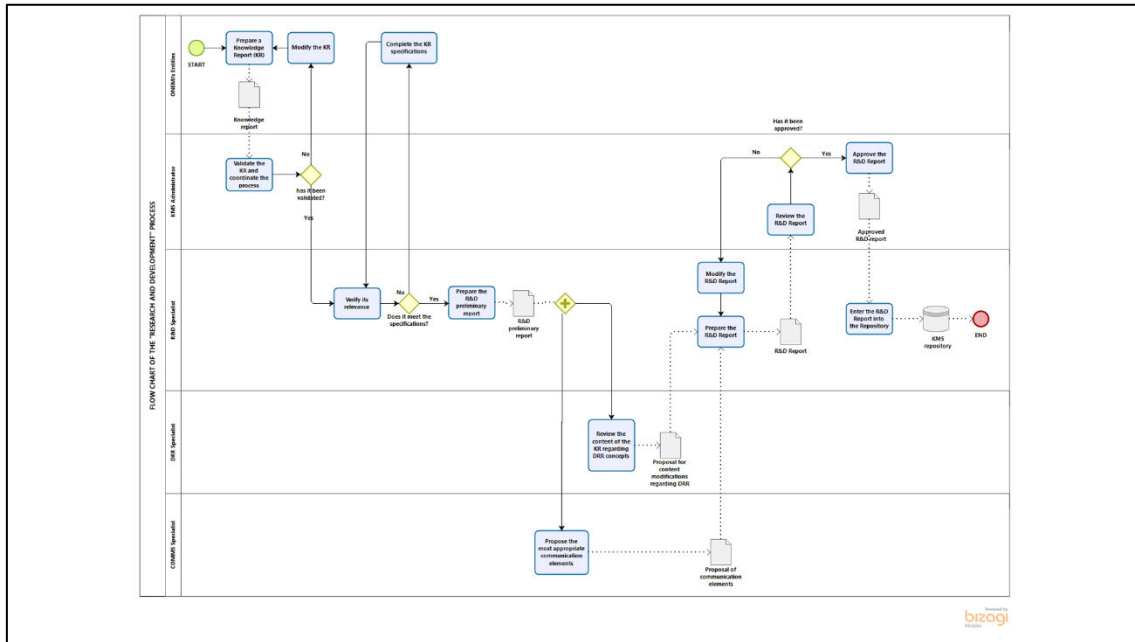 FLOW CHART OF THE "RESEARCH AND DEVELOPMENT" PROCESS
ONEMI's Entities
START
Prepare a
Knowledge
Report (KR)
Modify the KR
Complete the KR
specifications
Knowledge
report
KMS Administrator
Validate the
KR and
coordinate the
process
No
has it been
validated?
Yes
Has it been
approved?
No
Yes
Approve the
R&D Report
Review the
R&D Report
Approved
R&D report
R&D Specialist
Verify its
relevance
No
Does it meet the
specifications?
Yes
Prepare the
R&D
preliminary
report
R&D
preliminary
report
Modify the
R&D Report
Prepare the
R&D Report
R&D Report
Enter the R&D
Report into
the Repository
KMS
repository
END
DRR Specialist
Review the
content of the
KR regarding
DRR concepts
Proposal for
content
modifications
regarding DRR
COMMS Specialist
Propose the
most appropriate
communication
elements
Proposal of
communication
elements
Powered by
bizagi
Modeler